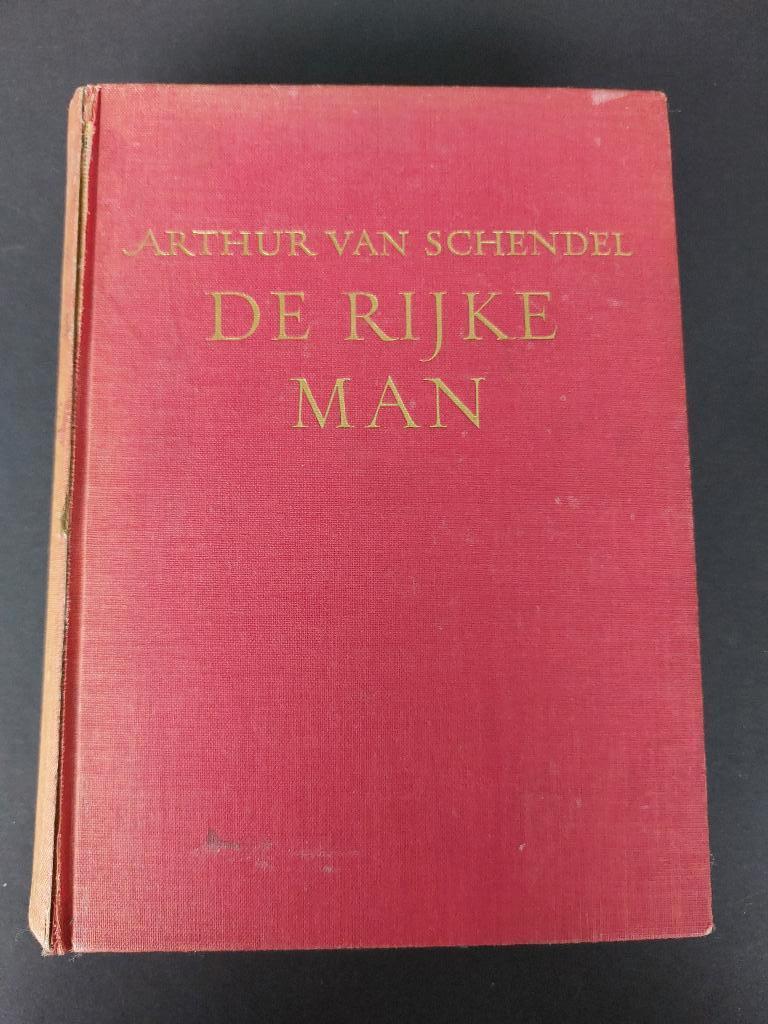 ARTHUR VAN SCHENDEL
DE RIJKE
MAN